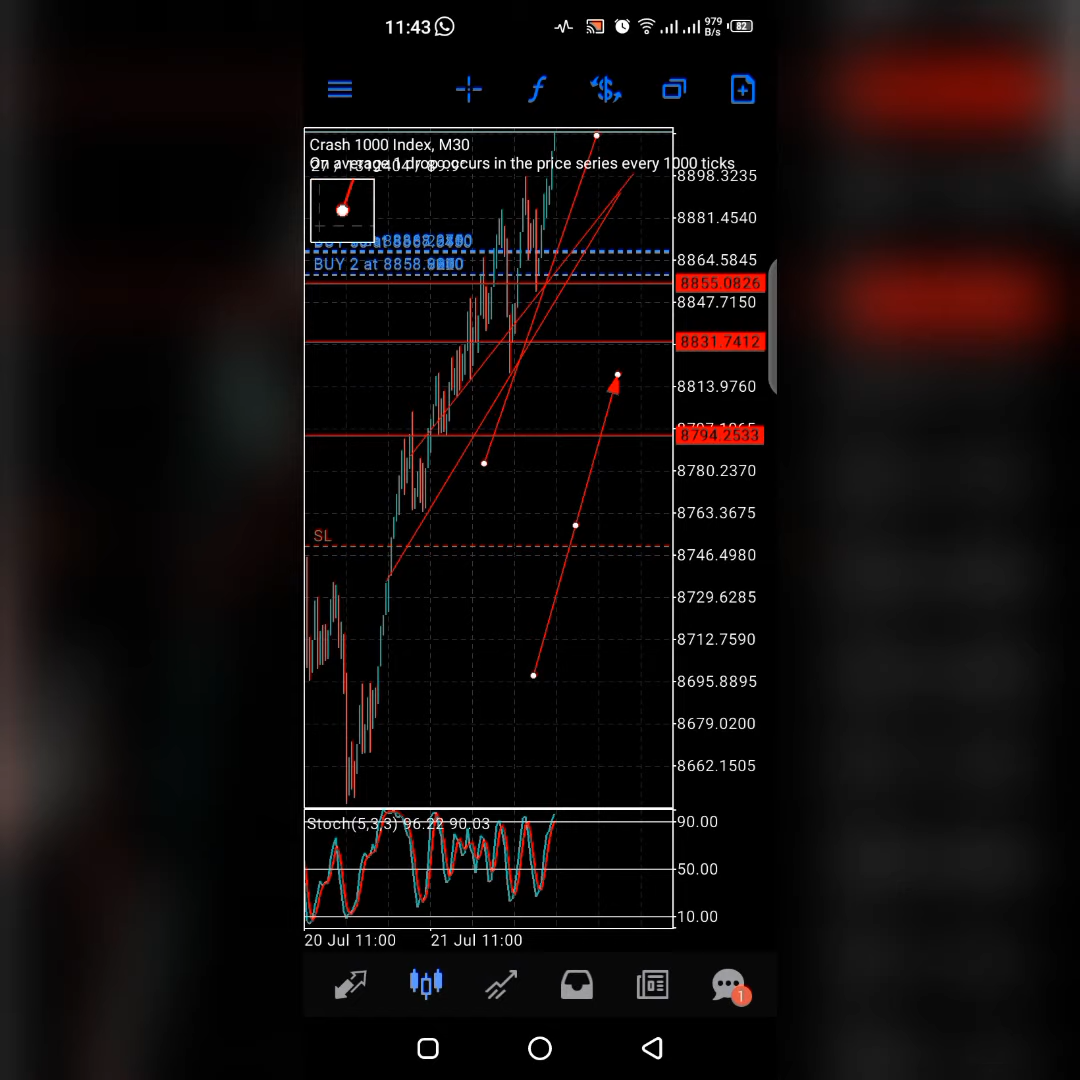 11:43
979
B/s
82
Crash 1000 Index, M30
On average 1 drop occurs in the price series every 1000 ticks
8898.3235
8881.4540
BUY 2 at 8858.
8864.5845
8855.0826
8847.7150
8831.7412
8813.9760
8794.2533
8780.2370
8763.3675
SL
8746.4980
8729.6285
8712.7590
8695.8895
8679.0200
8662.1505
Stoch(5,3,3) 96.22 90.03
90.00
50.00
10.00
20 Jul 11:00
21 Jul 11:00
1